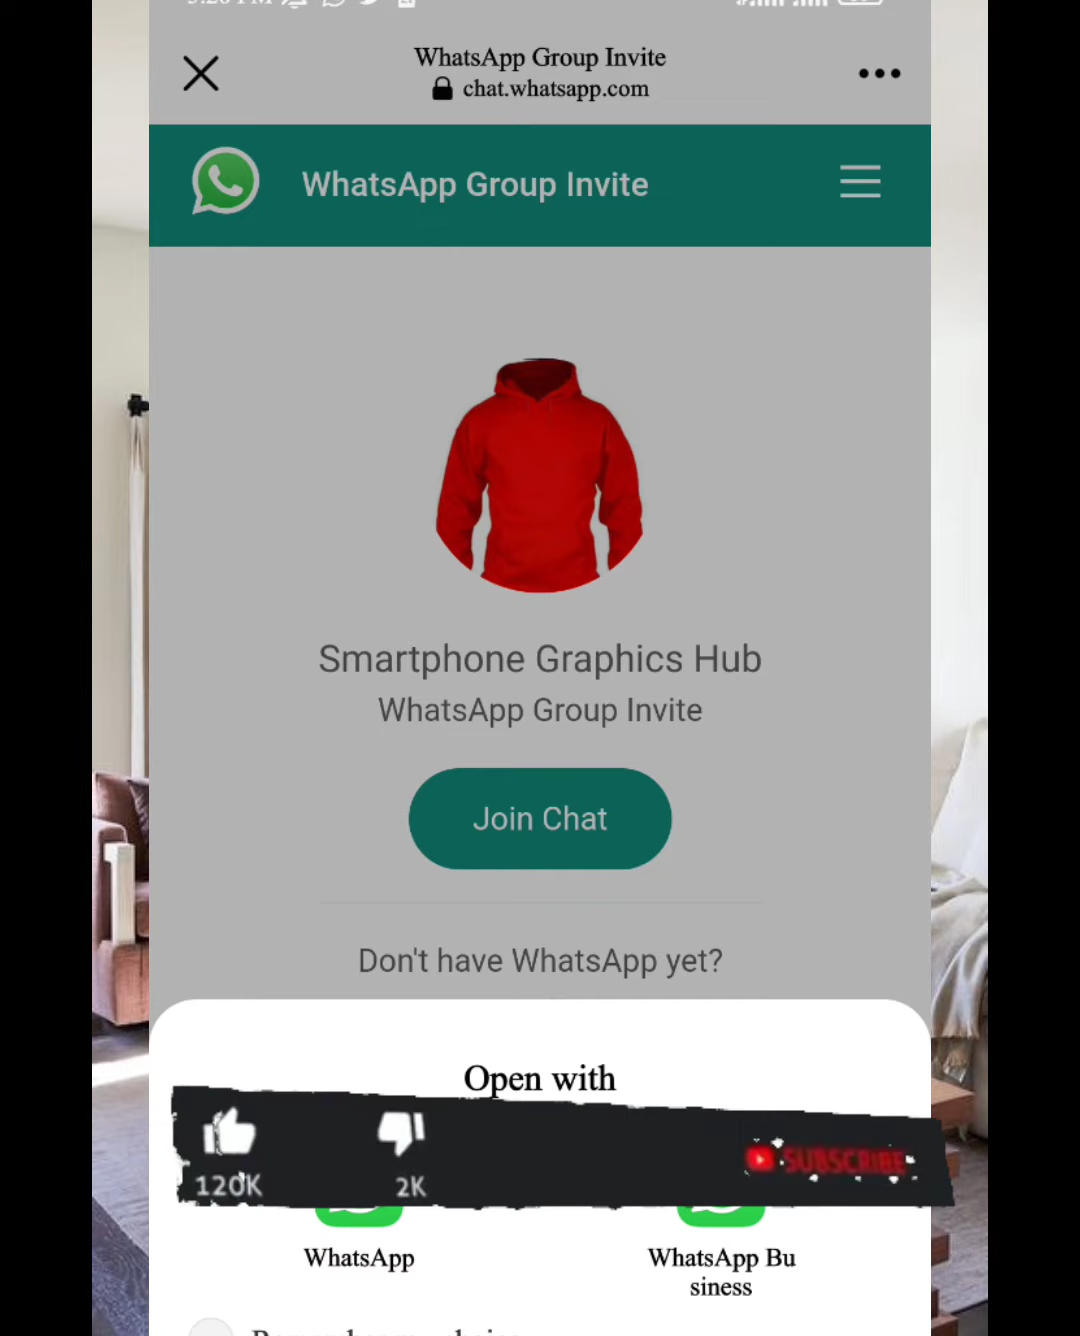 WhatsApp Group Invite
chat.whatsapp.com
WhatsApp Group Invite
Smartphone Graphics Hub
WhatsApp Group Invite
Join Chat
Don't have WhatsApp yet?
Open with
120K
2K
SUBSCRIBE
WhatsApp
WhatsApp Bu
siness